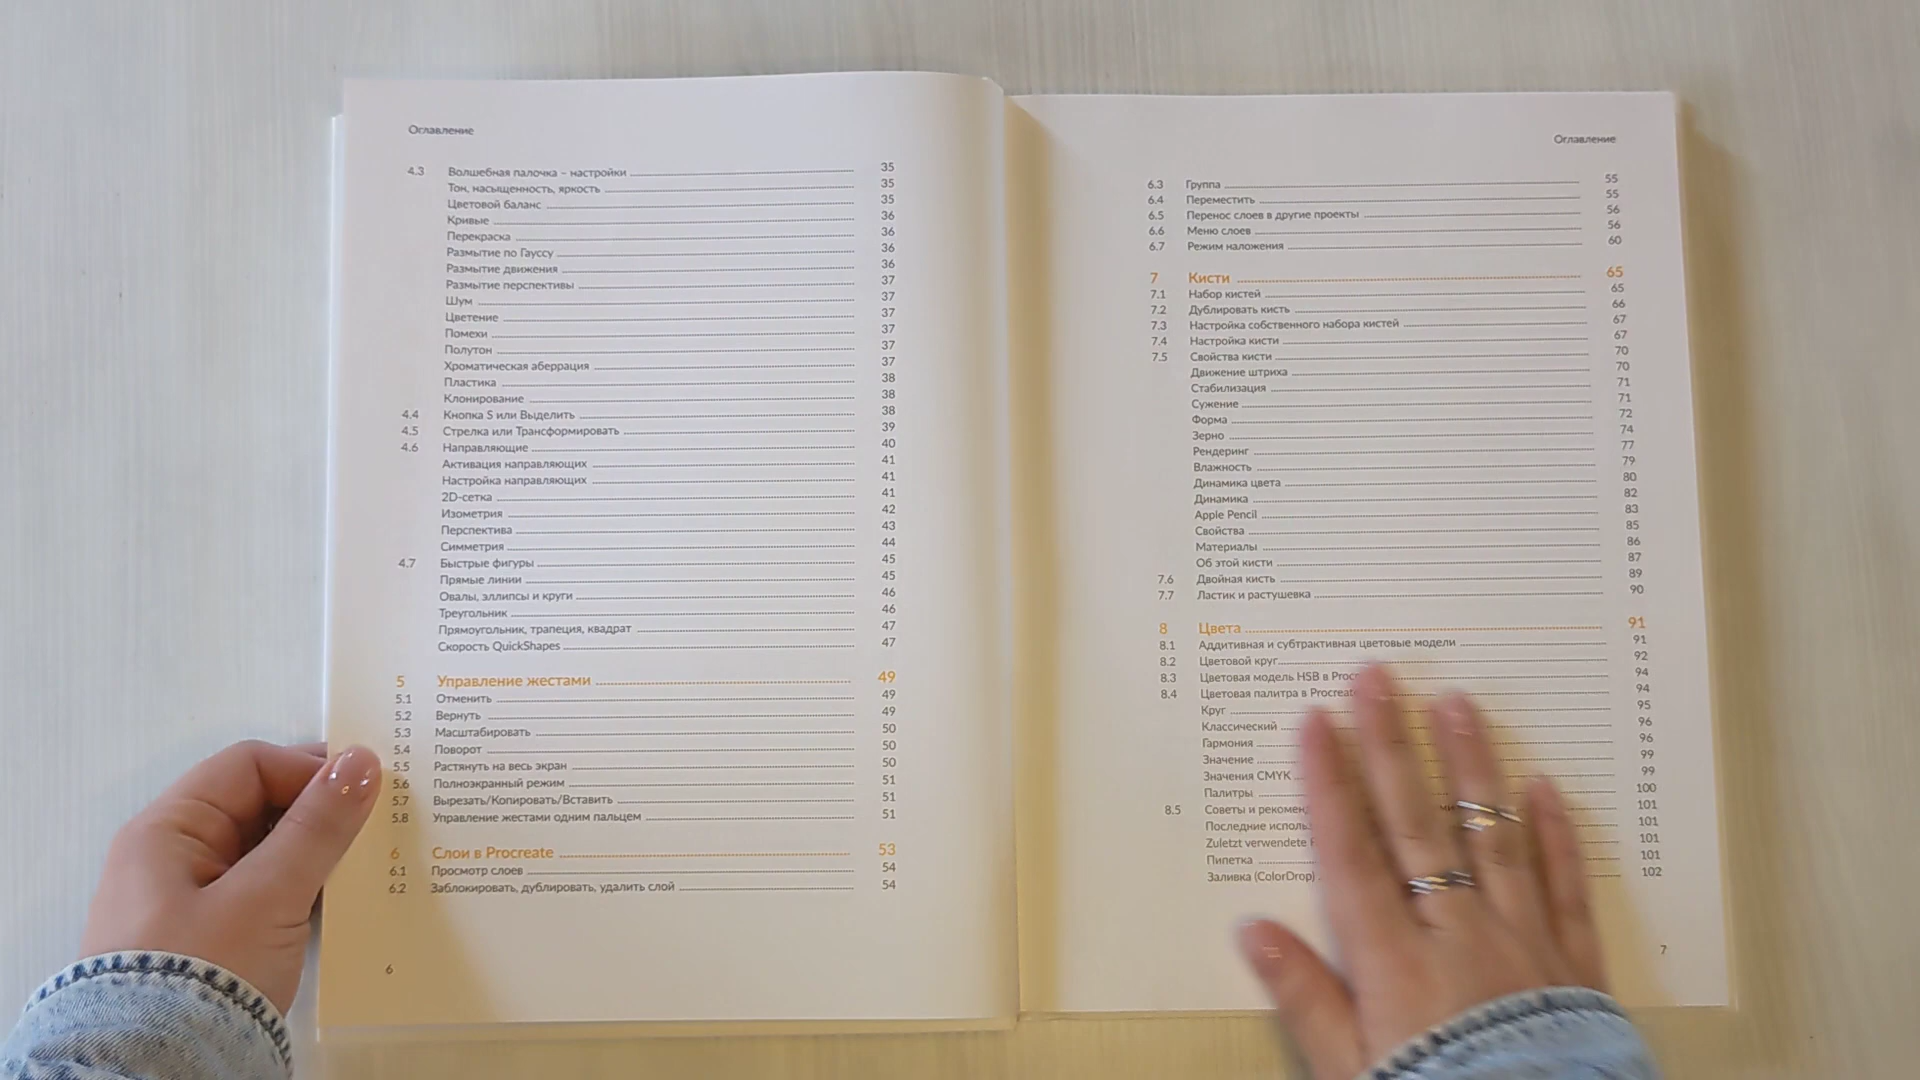 Оглавление
4.3 Волшебная палочка – настройки 35
Тон, насыщенность, яркость 35
Цветовой баланс 35
Кривые 36
Перекраска 36
Размытие по Гауссу 36
Размытие движения 36
Размытие перспективы 37
Шум 37
Цветение 37
Помехи 37
Полутон 37
Хроматическая аберрация 37
Пластика 38
Клонирование 38
4.4 Кнопка S или Выделить 38
4.5 Стрелка или Трансформировать 39
4.6 Направляющие 40
Активация направляющих 41
Настройка направляющих 41
2D-сетка 41
Изометрия 42
Перспектива 43
Симметрия 44
4.7 Быстрые фигуры 45
Прямые линии 45
Овалы, эллипсы и круги 46
Треугольник 46
Прямоугольник, трапеция, квадрат 47
Скорость QuickShapes 47
5 Управление жестами 49
5.1 Отменить 49
5.2 Вернуть 49
5.3 Масштабировать 50
5.4 Поворот 50
5.5 Растянуть на весь экран 50
5.6 Полноэкранный режим 51
5.7 Вырезать/Копировать/Вставить 51
5.8 Управление жестами одним пальцем 51
6 Слои в Procreate 53
6.1 Просмотр слоев 54
6.2 Заблокировать, дублировать, удалить слой 54
6
Оглавление
6.3 Группа 55
6.4 Переместить 55
6.5 Перенос слоев в другие проекты 56
6.6 Меню слоев 56
6.7 Режим наложения 60
7 Кисти 65
7.1 Набор кистей 65
7.2 Дублировать кисть 66
7.3 Настройка собственного набора кистей 67
7.4 Настройка кисти 67
7.5 Свойства кисти 70
Движение штриха 70
Стабилизация 71
Сужение 71
Форма 72
Зерно 74
Рендеринг 77
Влажность 79
Динамика цвета 80
Динамика 82
Apple Pencil 83
Свойства 85
Материалы 86
Об этой кисти 87
7.6 Двойная кисть 89
7.7 Ластик и растушевка 90
8 Цвета 91
8.1 Аддитивная и субтрактивная цветовые модели 91
8.2 Цветовой круг 92
8.3 Цветовая модель HSB в 94
8.4 Цветовая палитра в Procreate 94
Круг 95
Классический 96
Гармония 96
Значение 99
Значения CMYK 99
Палитры 100
8.5 Советы и 101
Последние 101
Zuletzt verwendete 101
Пипетка 101
Заливка (ColorDrop) 102
7